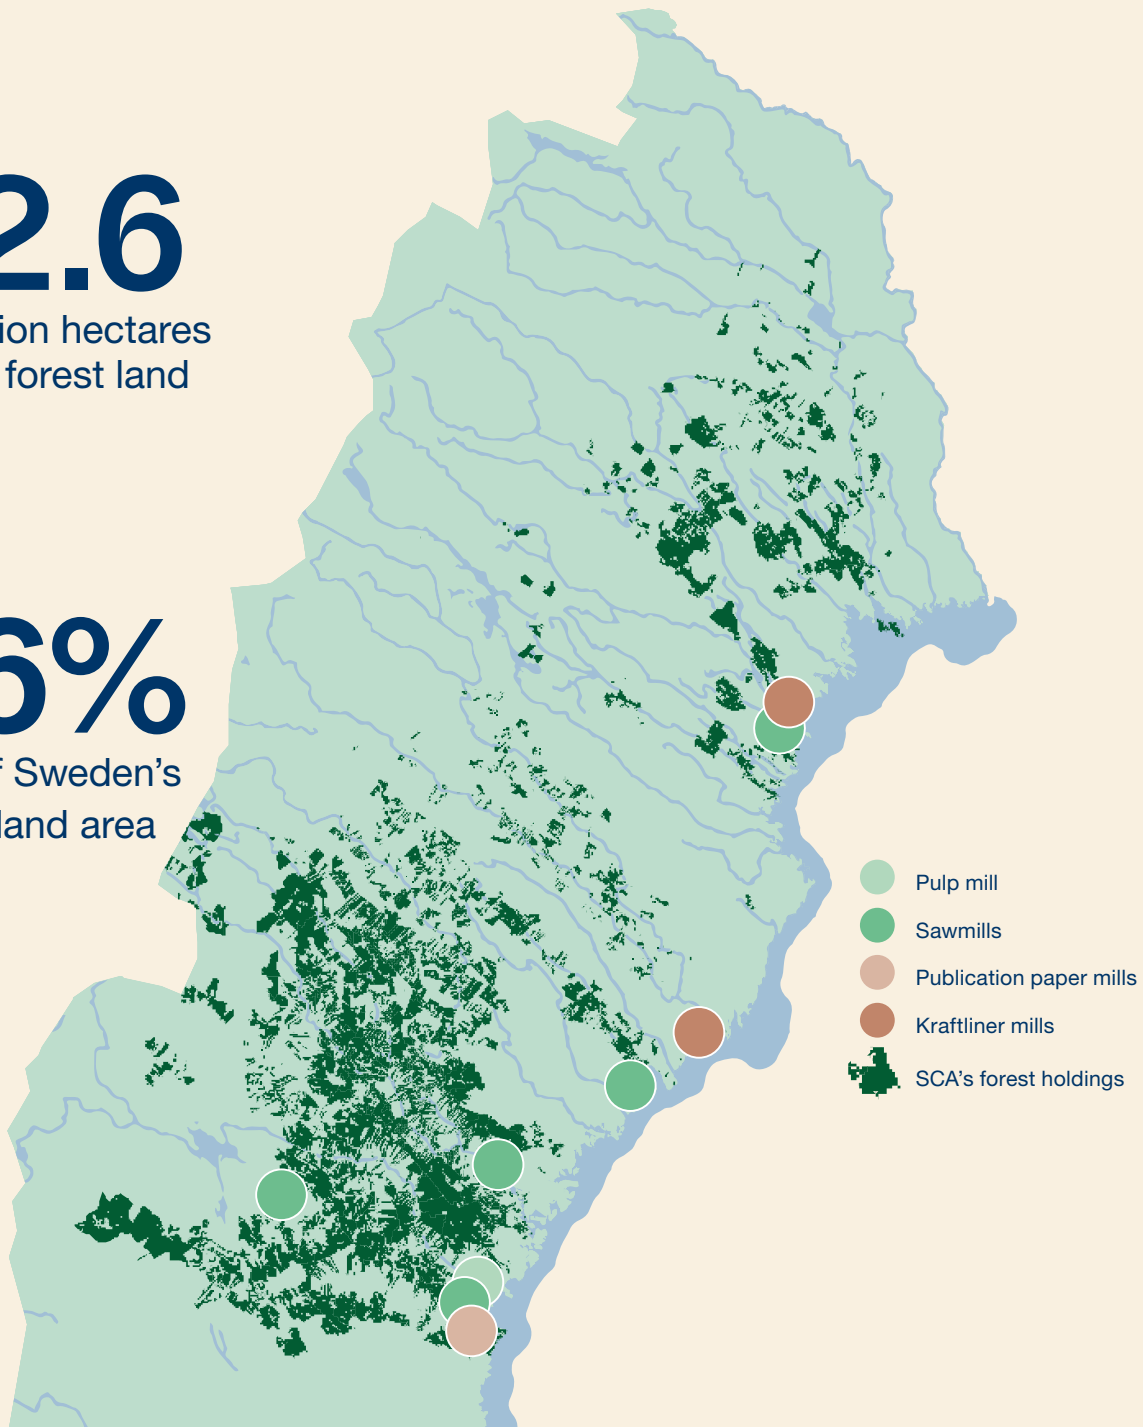 2.6
ion hectares
forest land
6%
f Sweden's
land area
Pulp mill
Sawmills
Publication paper mills
Kraftliner mills
SCA's forest holdings